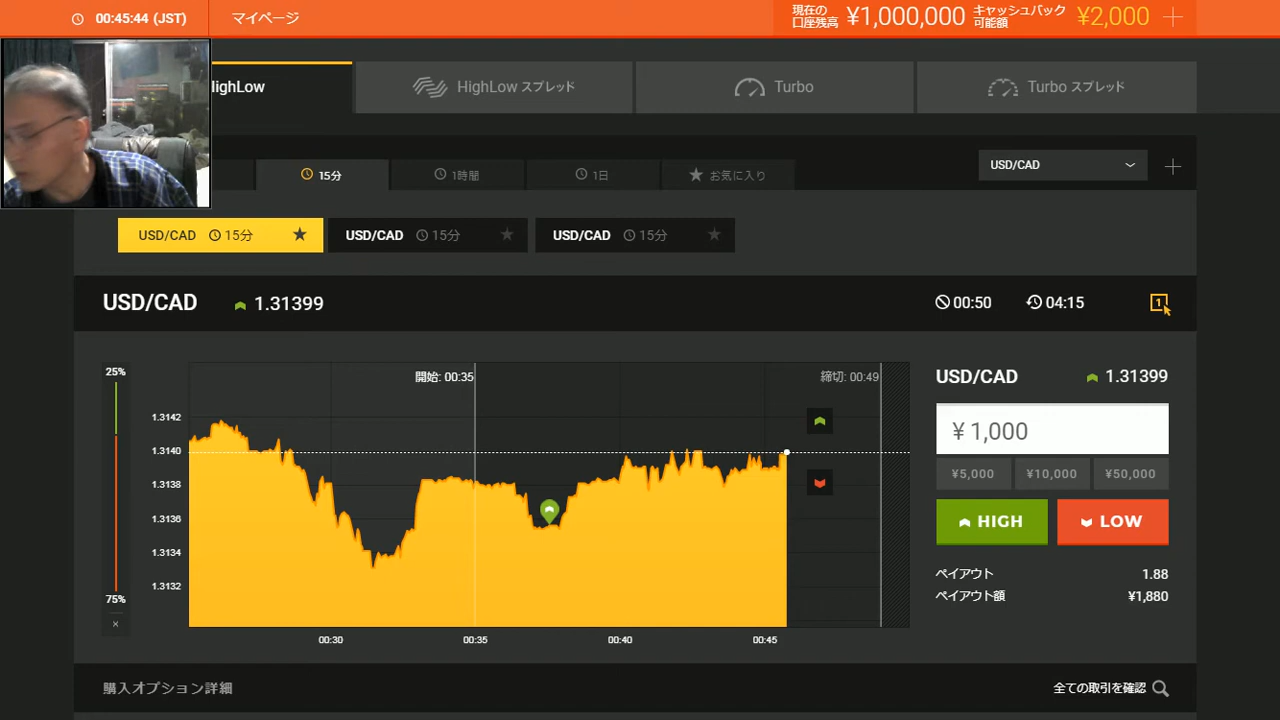 00:45:44 (JST)
マイページ
現在の
口座残高
¥1,000,000
キャッシュバック
可能額
¥2,000
HighLow スプレッド
Turbo
Turbo スプレッド
15分
1時間
1日
お気に入り
USD/CAD
USD/CAD 15分
USD/CAD 15分
USD/CAD 15分
USD/CAD 1.31399
00:50
04:15
1
25%
75%
×
開始: 00:35
締切: 00:49
1.3142
1.3140
1.3138
1.3136
1.3134
1.3132
00:30
00:35
00:40
00:45
USD/CAD 1.31399
¥ 1,000
¥5,000
¥10,000
¥50,000
HIGH
LOW
ペイアウト 1.88
ペイアウト額 ¥1,880
購入オプション詳細
全ての取引を確認